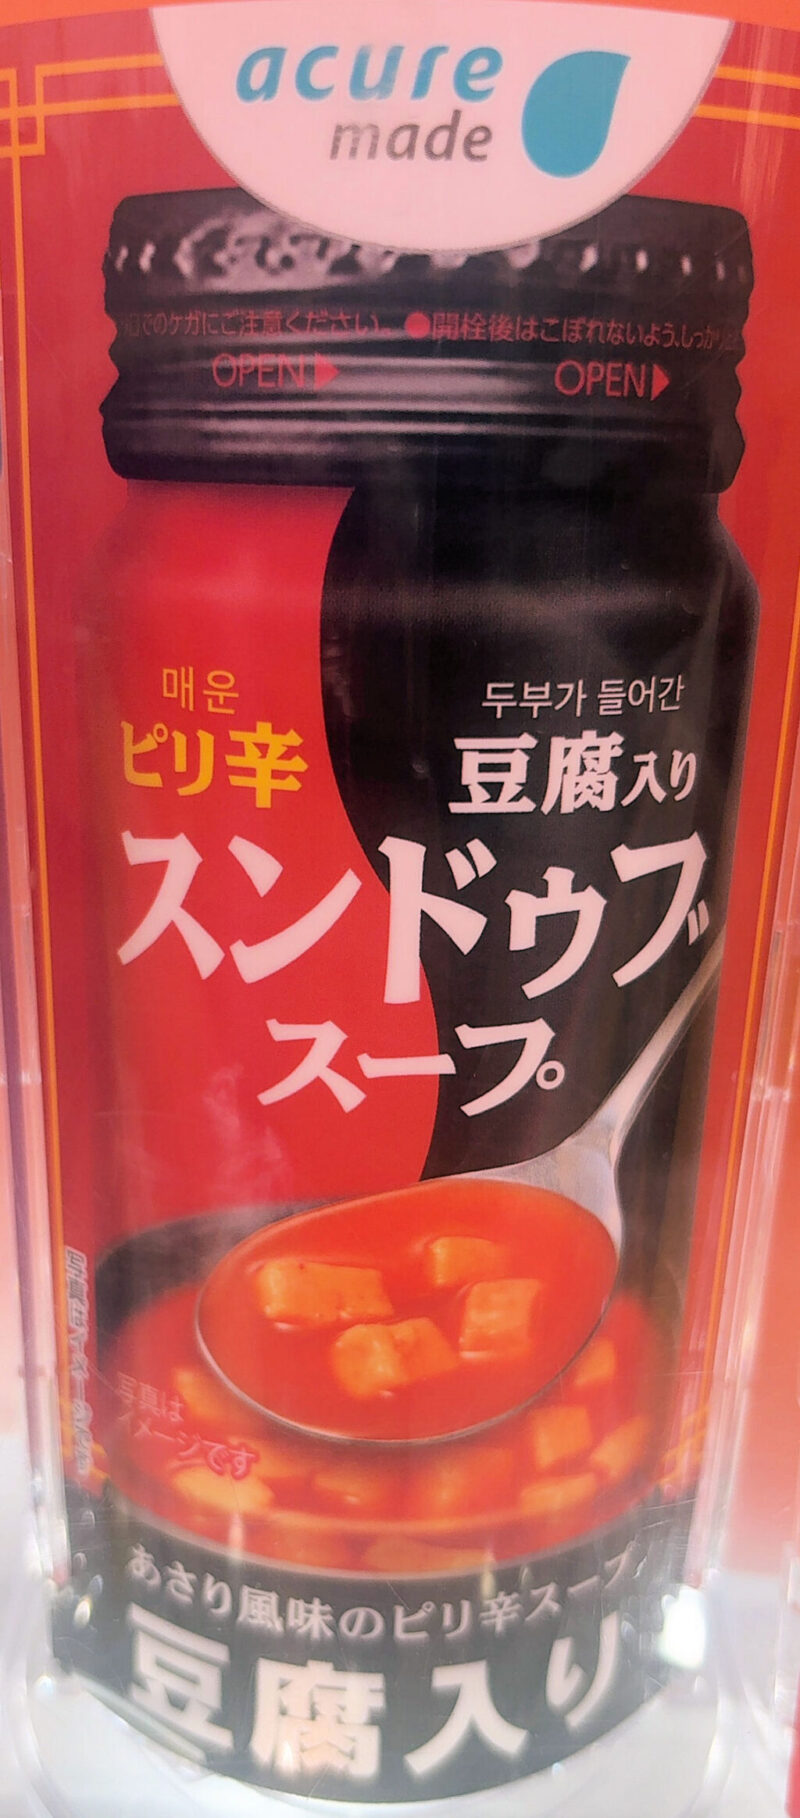 acure
made
口でのケガにご注意ください。 ●開栓後はこぼれないよう、しっかり
OPEN▶ OPEN▶
매운
ピリ辛
두부가 들어간
豆腐入り
スンドゥブ
スープ
写真はイメージです
写真は
イメージです
あさり風味のピリ辛スープ
豆腐入り